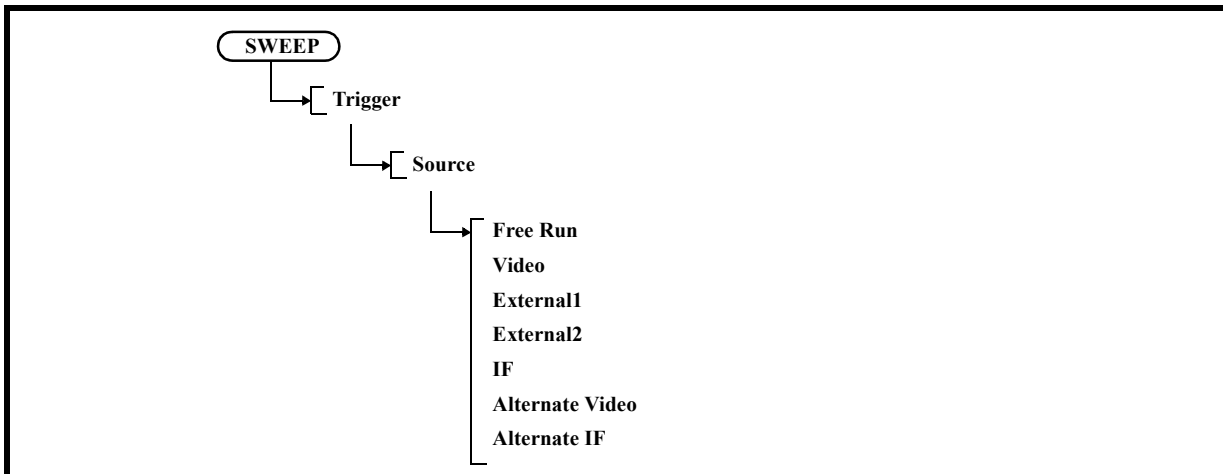 SWEEP
Trigger
Source
Free Run
Video
External1
External2
IF
Alternate Video
Alternate IF